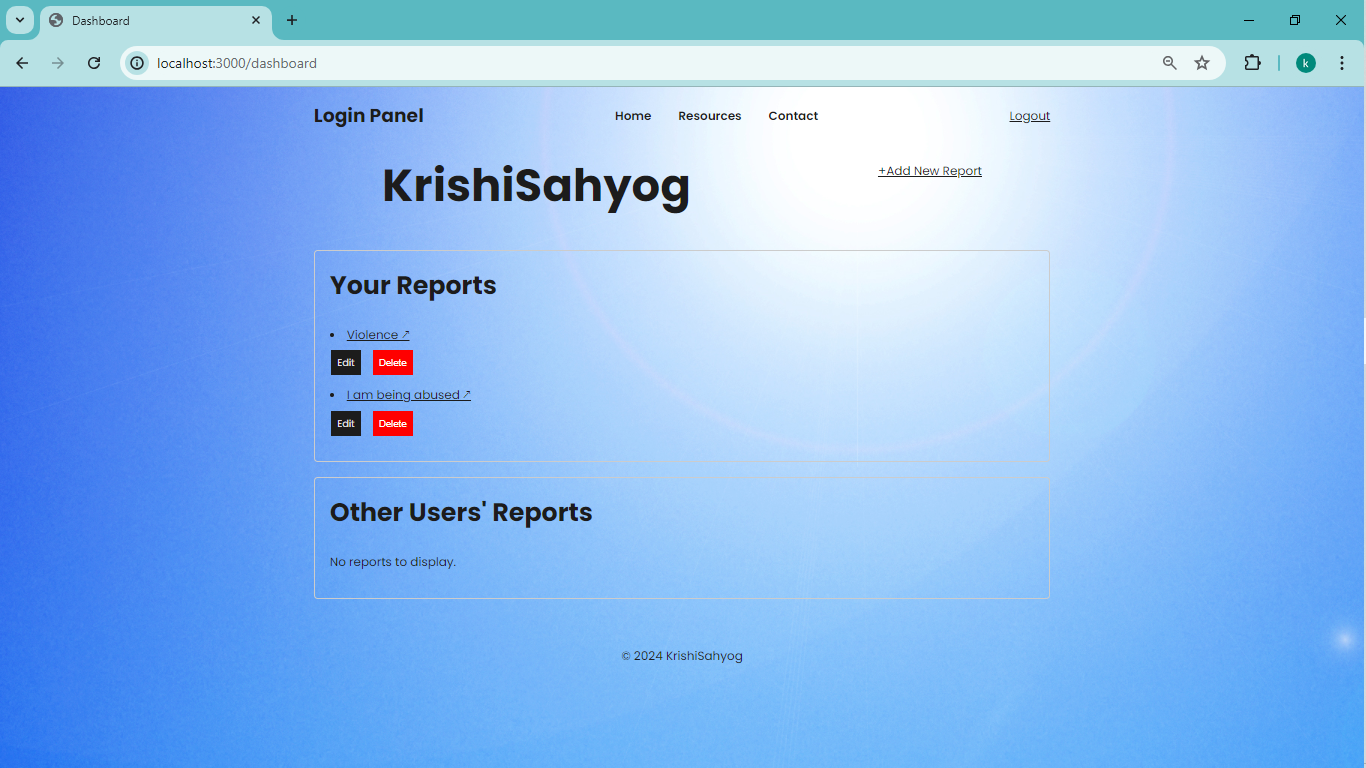 Dashboard
localhost:3000/dashboard
k
Login Panel Home Resources Contact Logout
KrishiSahyog
+Add New Report
Your Reports
• Violence ↗
Edit Delete
• I am being abused ↗
Edit Delete
Other Users' Reports
No reports to display.
© 2024 KrishiSahyog